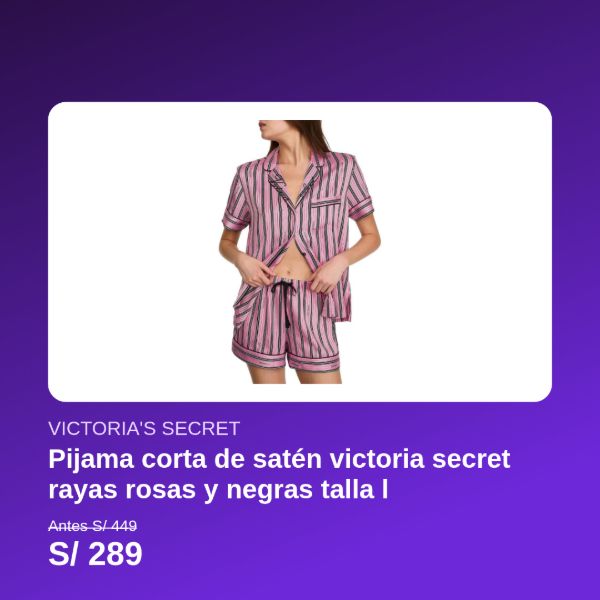 VICTORIA'S SECRET
Pijama corta de satén victoria secret
rayas rosas y negras talla l
Antes S/ 449
S/ 289